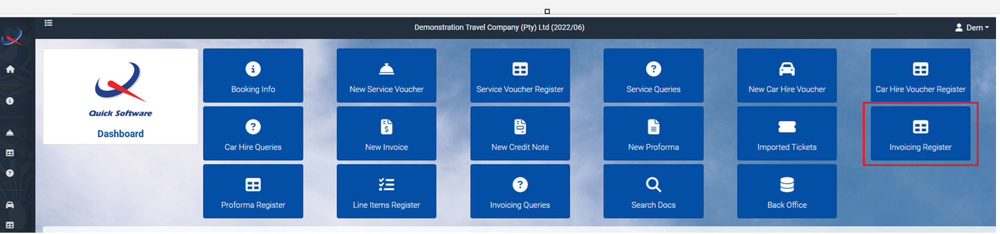 Demonstration Travel Company (Pty) Ltd (2022/06)
Dem
Quick Software
Dashboard
Booking Info
New Service Voucher
Service Voucher Register
Service Queries
New Car Hire Voucher
Car Hire Voucher Register
Car Hire Queries
New Invoice
New Credit Note
New Proforma
Imported Tickets
Invoicing Register
Proforma Register
Line Items Register
Invoicing Queries
Search Docs
Back Office